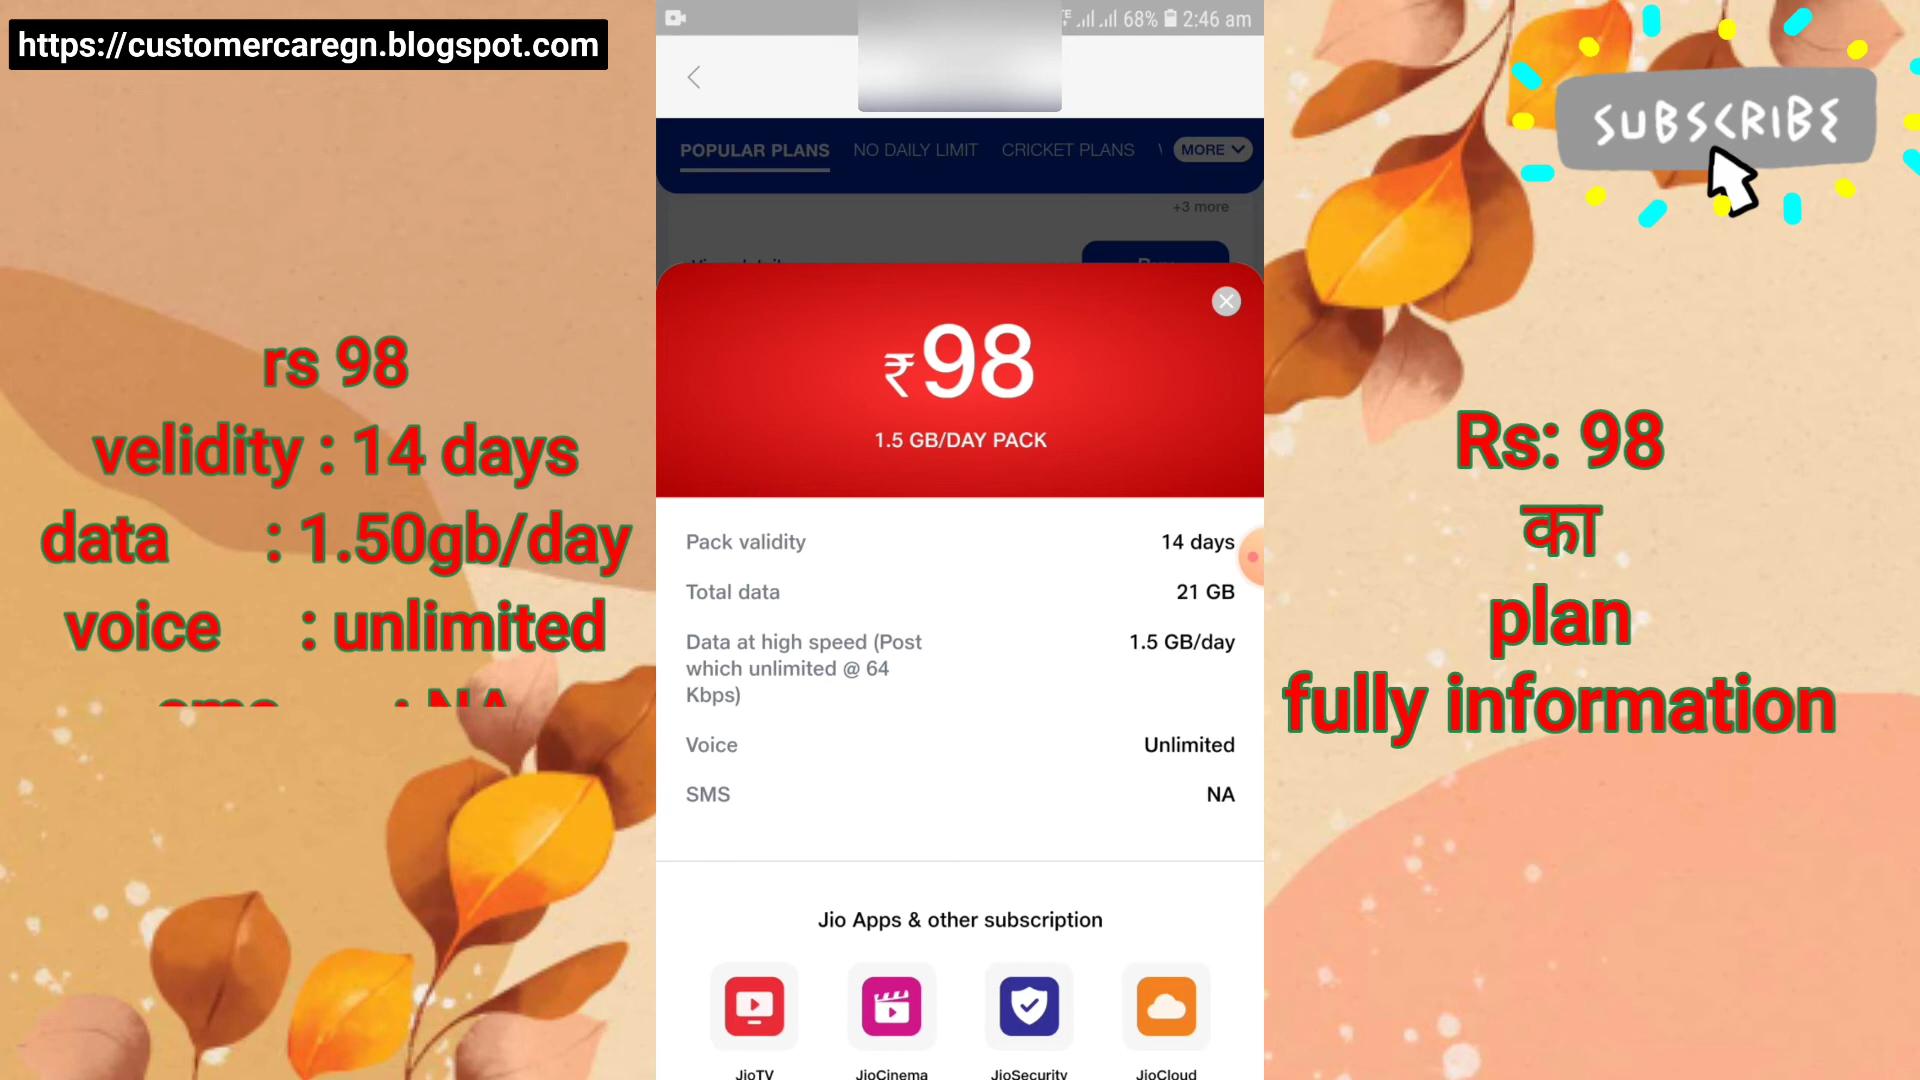 https://customercaregn.blogspot.com
rs 98
velidity : 14 days
data : 1.50gb/day
voice : unlimited
sms : NA
68% 2:46 am
POPULAR PLANS NO DAILY LIMIT CRICKET PLANS MORE
+3 more
₹98
1.5 GB/DAY PACK
Pack validity 14 days
Total data 21 GB
Data at high speed (Post 1.5 GB/day
which unlimited @ 64
Kbps)
Voice Unlimited
SMS NA
Jio Apps & other subscription
JioTV JioCinema JioSecurity JioCloud
SUBSCRIBE
Rs: 98
का
plan
fully information